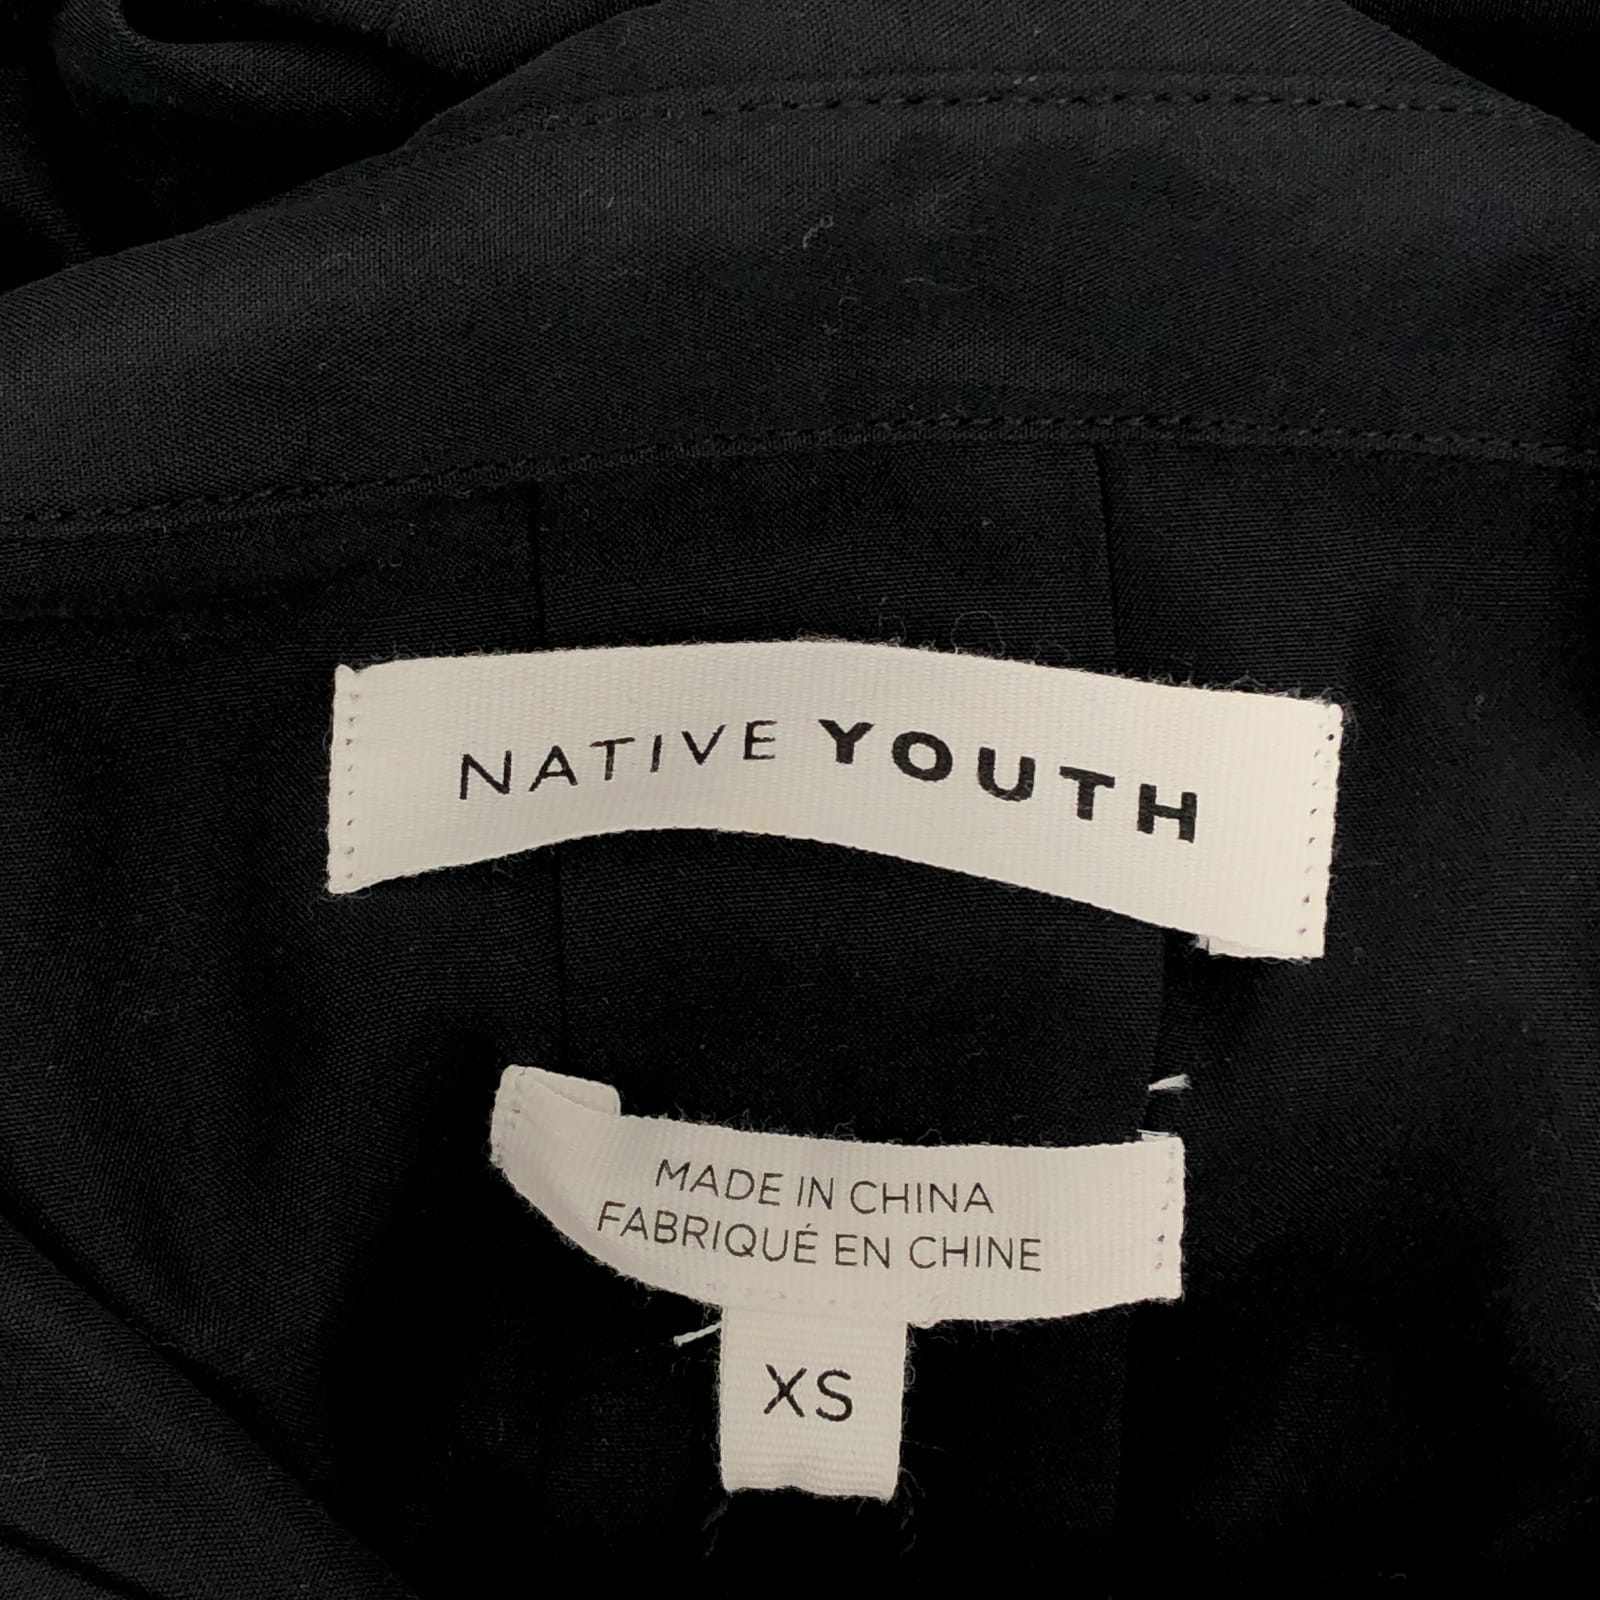 NATIVE YOUTH
MADE IN CHINA
FABRIQUÉ EN CHINE
XS